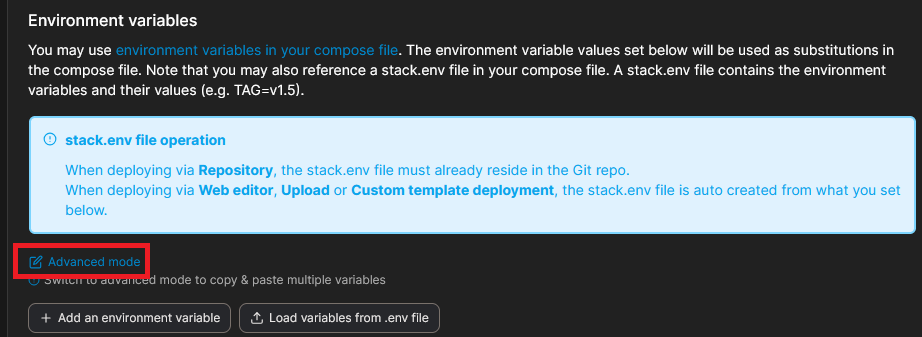 Environment variables
You may use environment variables in your compose file. The environment variable values set below will be used as substitutions in
the compose file. Note that you may also reference a stack.env file in your compose file. A stack.env file contains the environment
variables and their values (e.g. TAG=v1.5).
stack.env file operation
When deploying via Repository, the stack.env file must already reside in the Git repo.
When deploying via Web editor, Upload or Custom template deployment, the stack.env file is auto created from what you set
below.
Advanced mode
Switch to advanced mode to copy & paste multiple variables
+ Add an environment variable
Load variables from .env file